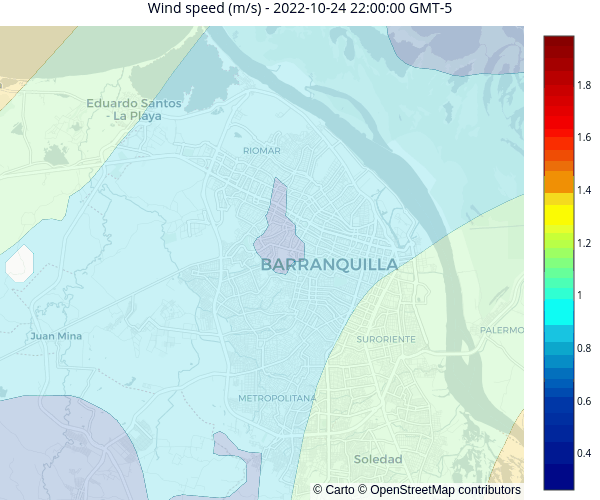 Wind speed (m/s) - 2022-10-24 22:00:00 GMT-5
1.8
Eduardo Santos
- La Playa
1.6
RIOMAR
1.4
1.2
BARRANQUILLA
1
Juan Mina
SURORIENTE
PALERMO
0.8
METROPOLITANA
0.6
Soledad
0.4
© Carto © OpenStreetMap contributors